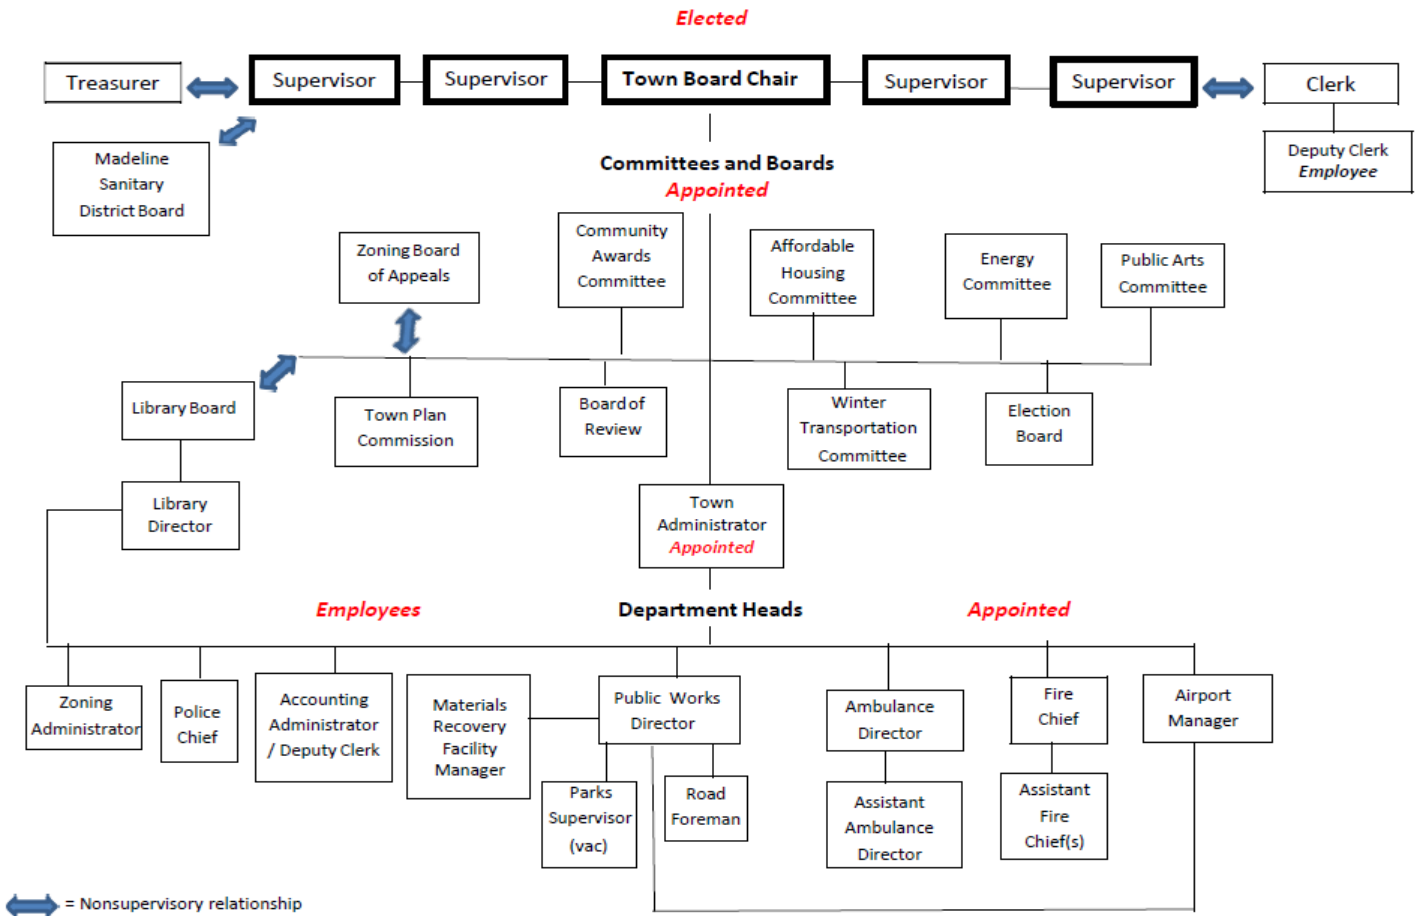 Elected
Treasurer
Supervisor
Supervisor
Town Board Chair
Supervisor
Supervisor
Clerk
Madeline
Sanitary
District Board
Deputy Clerk
Employee
Committees and Boards
Appointed
Zoning Board
of Appeals
Community
Awards
Committee
Affordable
Housing
Committee
Energy
Committee
Public Arts
Committee
Library Board
Town Plan
Commission
Board of
Review
Winter
Transportation
Committee
Election
Board
Library
Director
Town
Administrator
Appointed
Employees
Department Heads
Appointed
Zoning
Administrator
Police
Chief
Accounting
Administrator
/ Deputy Clerk
Materials
Recovery
Facility
Manager
Public Works
Director
Ambulance
Director
Fire
Chief
Airport
Manager
Parks
Supervisor
(vac)
Road
Foreman
Assistant
Ambulance
Director
Assistant
Fire
Chief(s)
= Nonsupervisory relationship